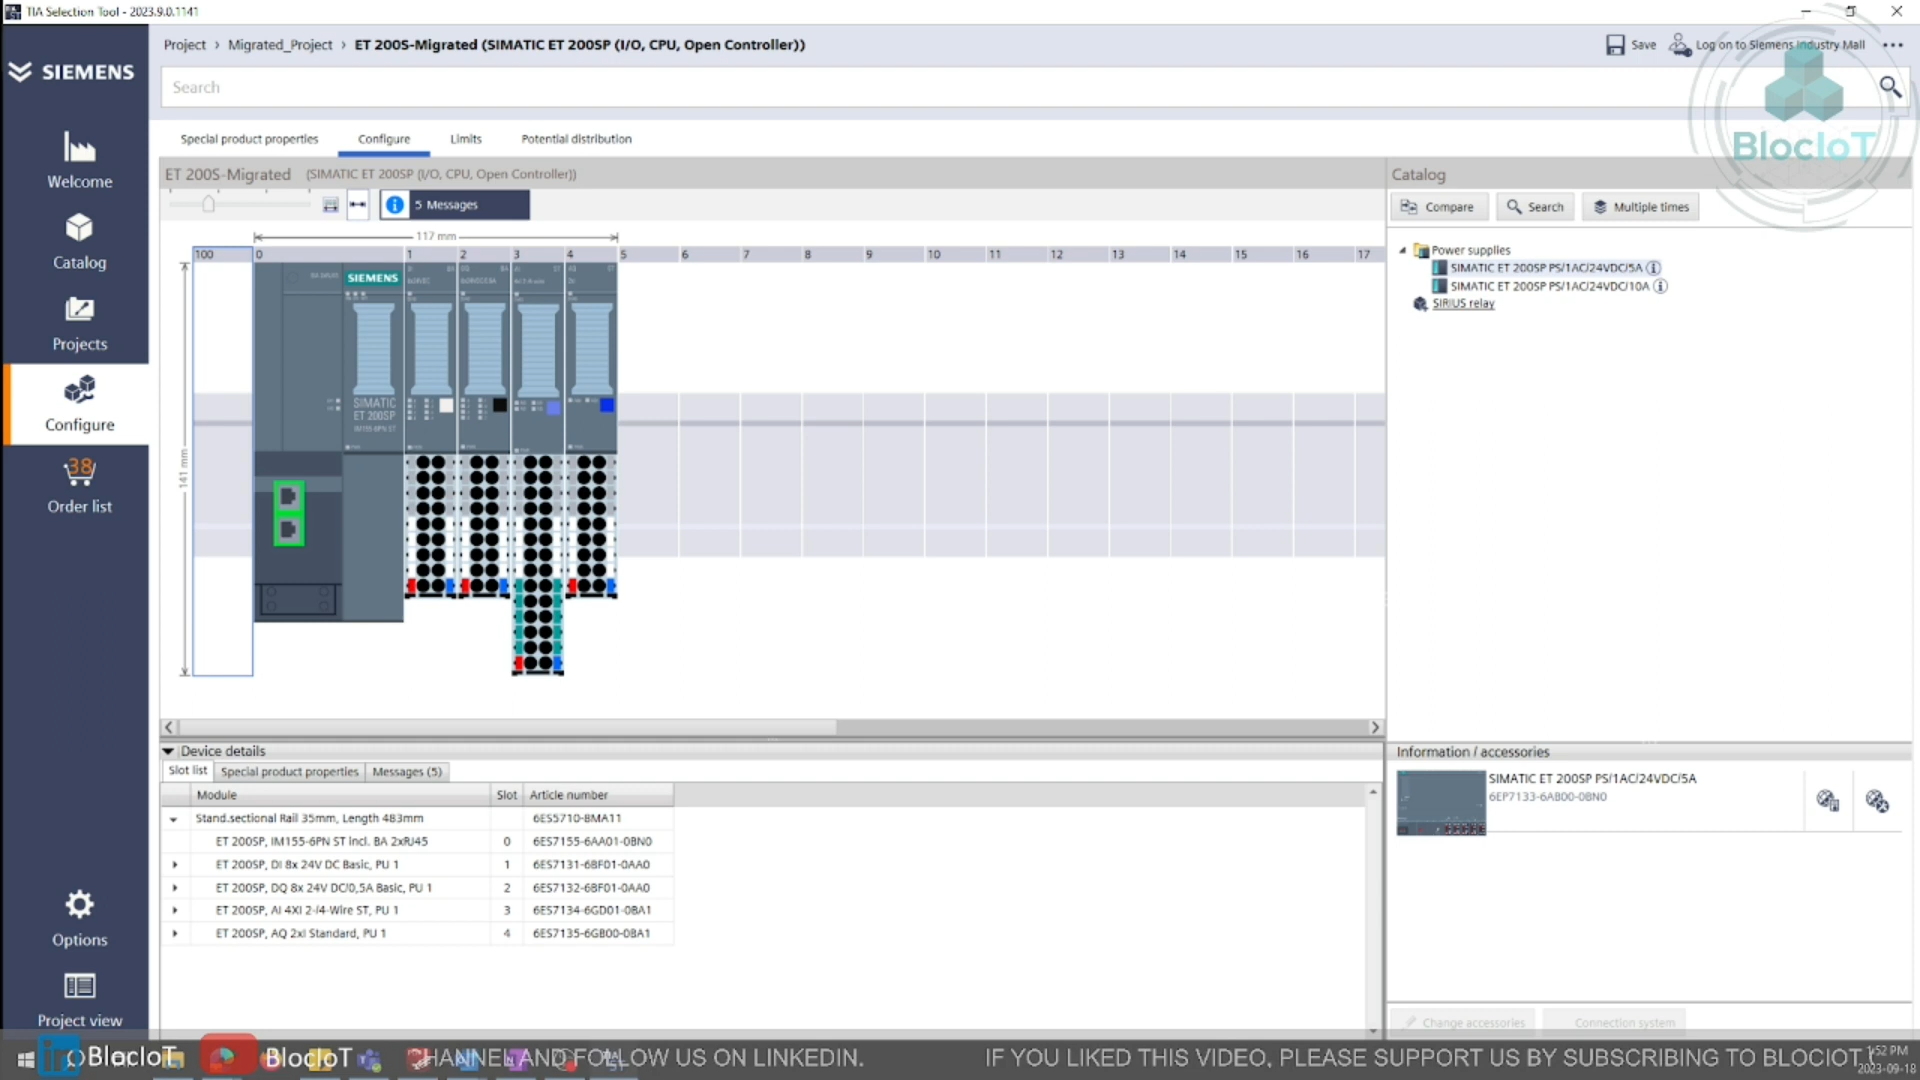 TIA Selection Tool - 2023.9.0.1141
SIEMENS
Project › Migrated_Project › ET 200S-Migrated (SIMATIC ET 200SP (I/O, CPU, Open Controller))
Save
Log on to Siemens Industry Mall
Search
BlocIoT
Special product properties
Configure
Limits
Potential distribution
ET 200S-Migrated (SIMATIC ET 200SP (I/O, CPU, Open Controller))
Catalog
5 Messages
Compare
Search
Multiple times
117 mm
100 0 1 2 3 4 5 6 7 8 9 10 11 12 13 14 15 16 17
SIEMENS
SIMATIC
ET 200SP
IM155-6PN ST
141 mm
Power supplies
SIMATIC ET 200SP PS/1AC/24VDC/5A
SIMATIC ET 200SP PS/1AC/24VDC/10A
SIRIUS relay
Welcome
Catalog
Projects
Configure
38
Order list
Options
Project view
Device details
Slot list
Special product properties
Messages (5)
Module Slot Article number
Stand.sectional Rail 35mm, Length 483mm 6ES5710-8MA11
ET 200SP, IM155-6PN ST Incl. BA 2xRJ45 0 6ES7155-6AA01-0BN0
ET 200SP, DI 8x 24V DC Basic, PU 1 1 6ES7131-6BF01-0AA0
ET 200SP, DQ 8x 24V DC/0,5A Basic, PU 1 2 6ES7132-6BF01-0AA0
ET 200SP, AI 4XI 2-/4-Wire ST, PU 1 3 6ES7134-6GD01-0BA1
ET 200SP, AQ 2xI Standard, PU 1 4 6ES7135-6GB00-0BA1
Information / accessories
SIMATIC ET 200SP PS/1AC/24VDC/5A
6EP7133-6AB00-0BN0
Change accessories
Connection system
BlocIoT
BlocIoT
CHANNEL AND FOLLOW US ON LINKEDIN.
IF YOU LIKED THIS VIDEO, PLEASE SUPPORT US BY SUBSCRIBING TO BLOCIOT.
1:52 PM
2023-09-18